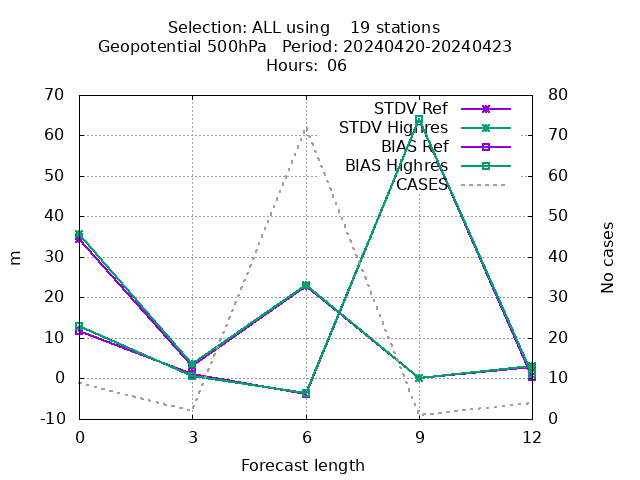 Selection: ALL using    19 stations
Geopotential 500hPa   Period: 20240420-20240423
Hours: 06
70 80
STDV Ref
STDV Highres
60 70
BIAS Ref
BIAS Highres
50 60
CASES
40 50
30 40
m No cases
20 30
10 20
0 10
-10 0
0 3 6 9 12
Forecast length